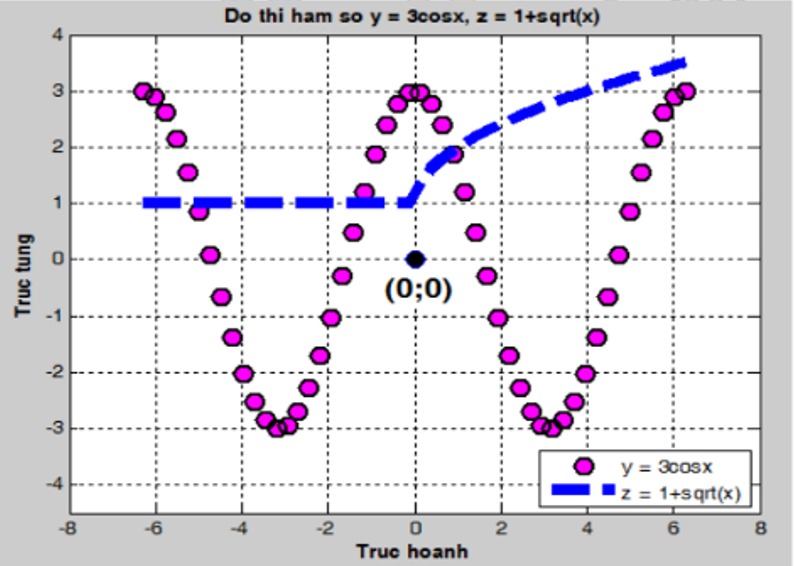 Do thi ham so y = 3cosx, z = 1+sqrt(x)
4
3
2
1
0
-1
-2
-3
-4
Truc tung
(0;0)
y = 3cosx
z = 1+sqrt(x)
-8 -6 -4 -2 0 2 4 6 8
Truc hoanh